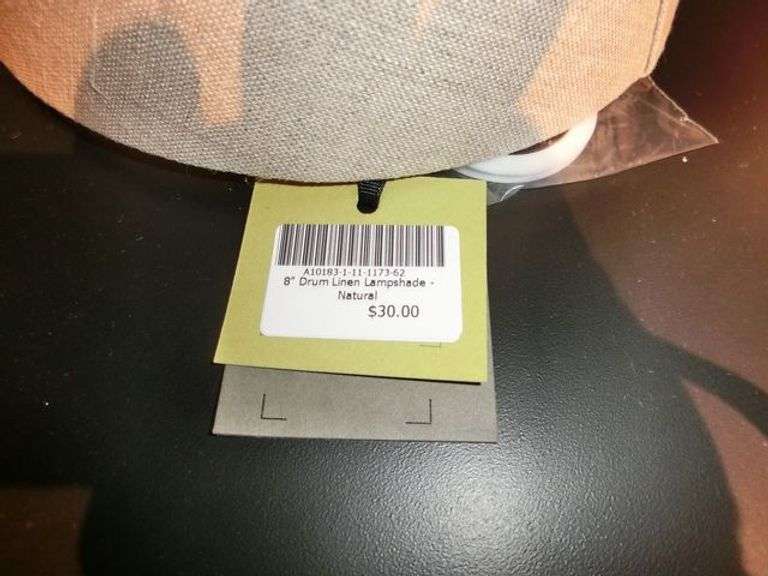 A10183-1-11-1173-62
8" Drum Linen Lampshade -
Natural
$30.00